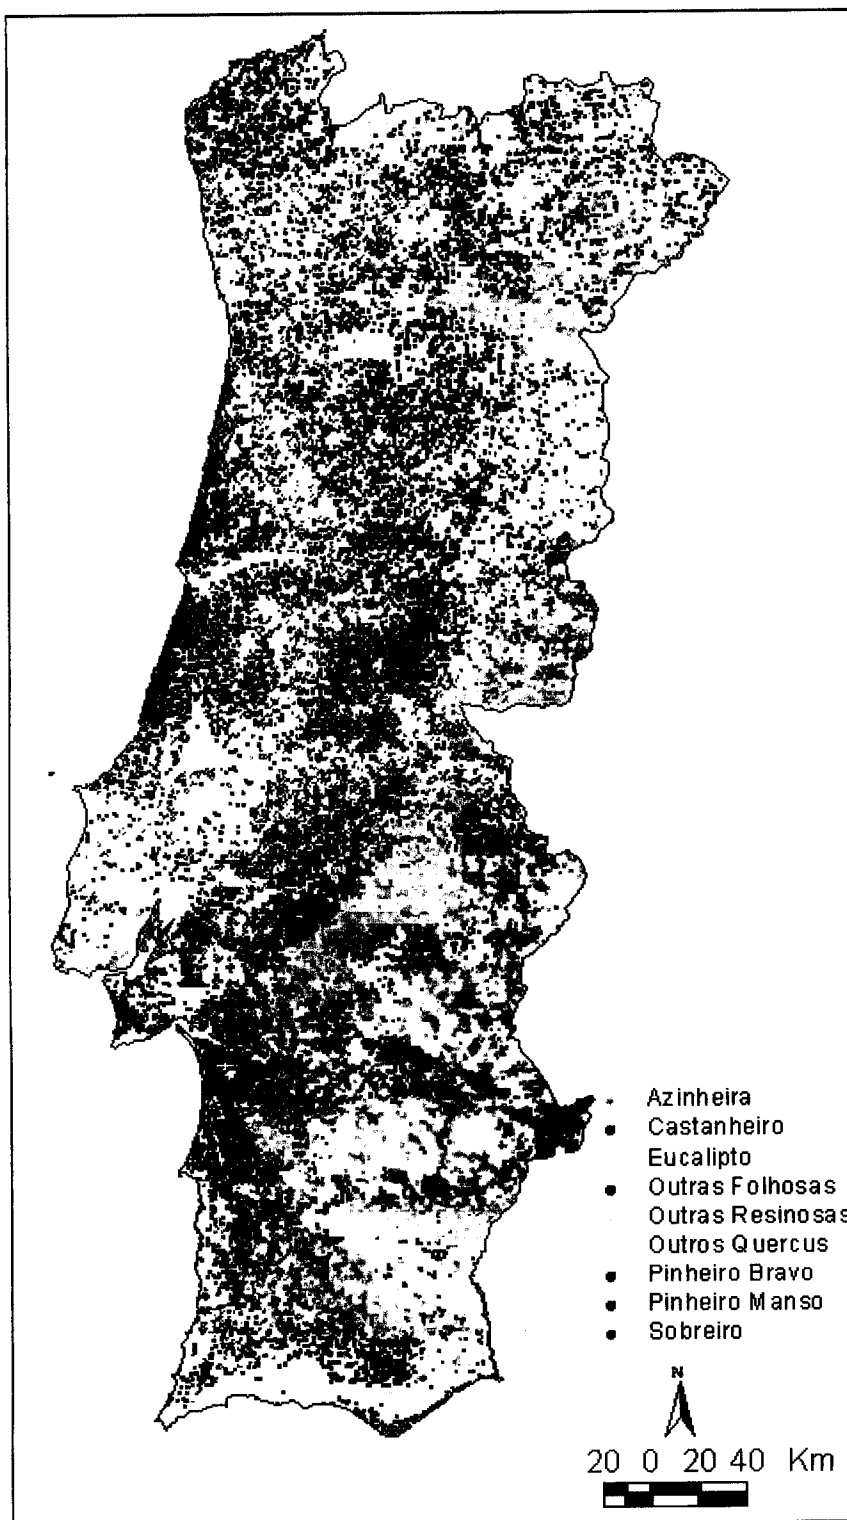 Azinheira
Castanheiro
Eucalipto
Outras Folhosas
Outras Resinosas
Outros Quercus
Pinheiro Bravo
Pinheiro Manso
Sobreiro
N
20 0 20 40 Km